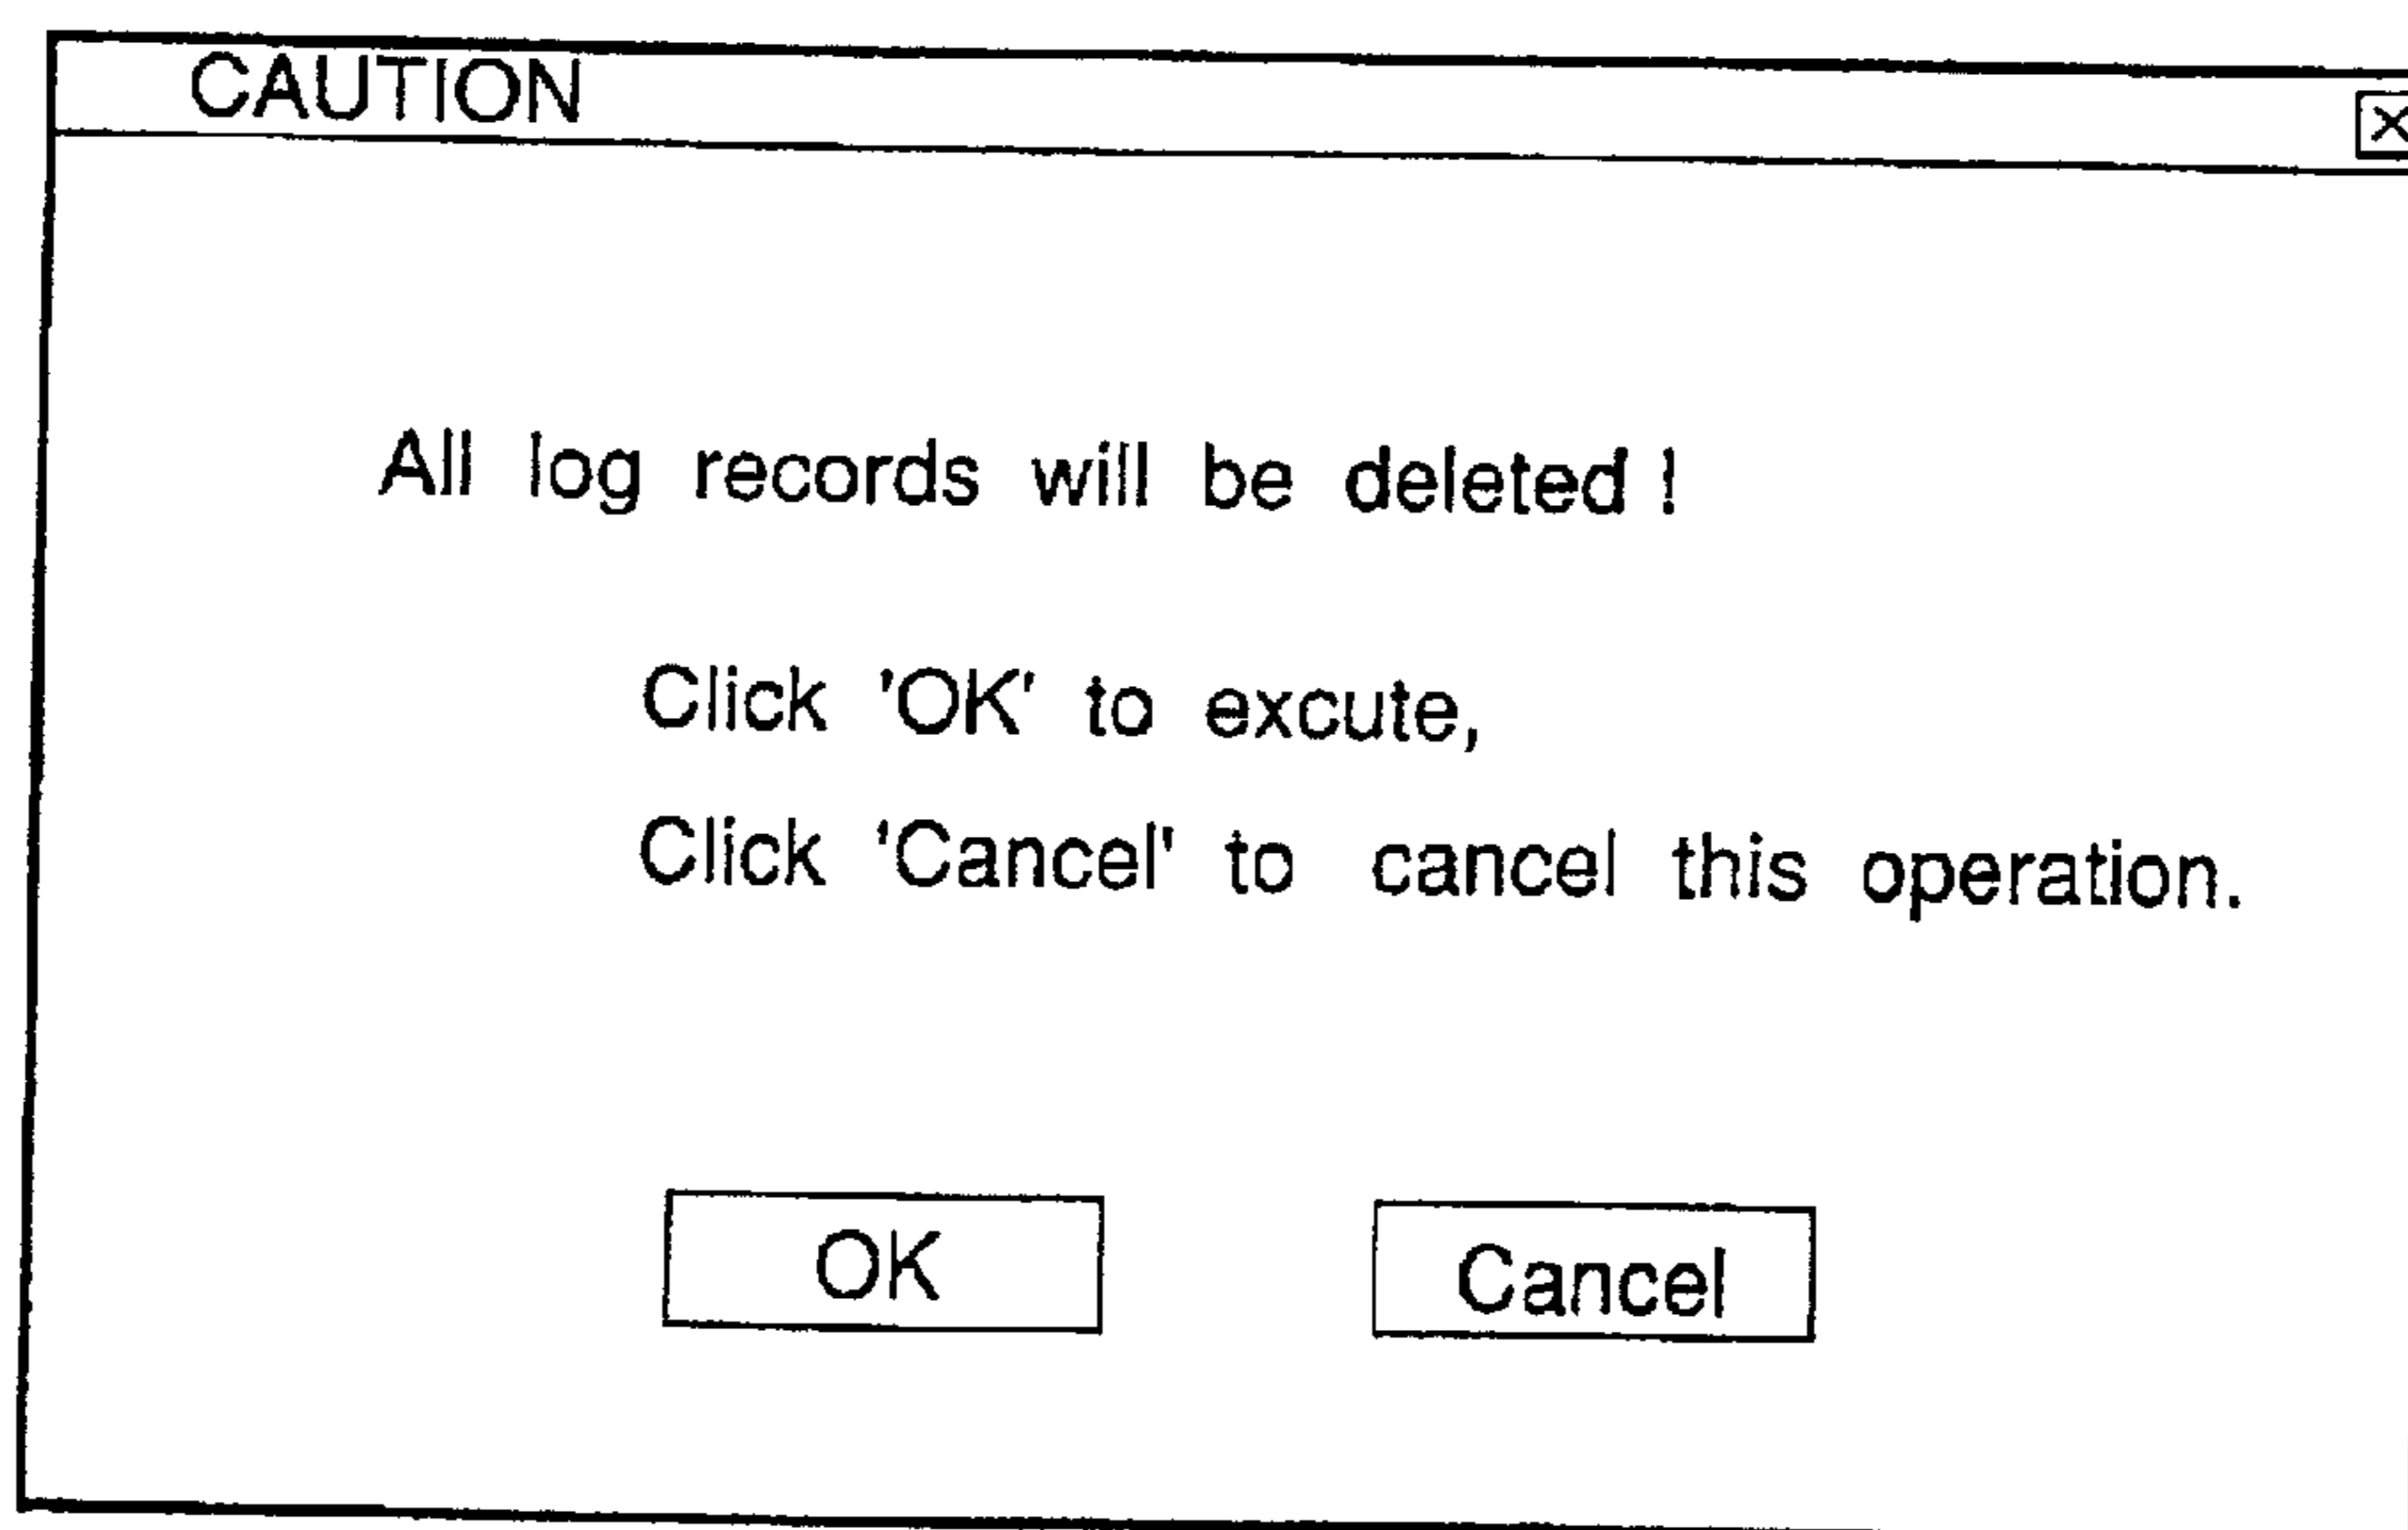 CAUTION
All log records will be deleted !
Click 'OK' to excute,
Click 'Cancel' to cancel this operation.
OK
Cancel